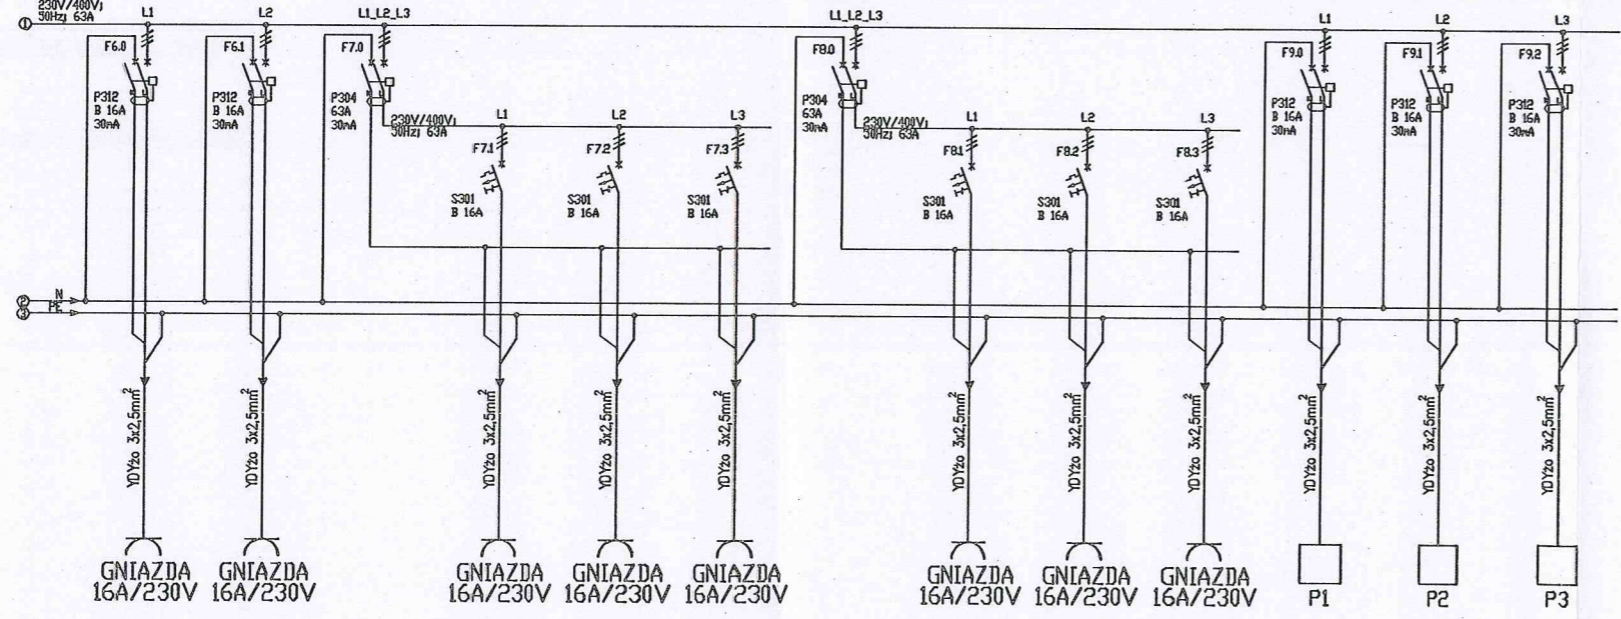 230V/400V;
50Hz; 63A
1
L1
L2
L1_L2_L3
L1_L2_L3
L1
L2
L3
F6.0
F6.1
F7.0
F8.0
F9.0
F9.1
F9.2
P312
B 16A
30mA
P312
B 16A
30mA
P304
63A
30mA
P304
63A
30mA
P312
B 16A
30mA
P312
B 16A
30mA
P312
B 16A
30mA
230V/400V;
50Hz; 63A
L1
L2
L3
230V/400V;
50Hz; 63A
L1
L2
L3
F7.1
F7.2
F7.3
F8.1
F8.2
F8.3
S301
B 16A
S301
B 16A
S301
B 16A
S301
B 16A
S301
B 16A
S301
B 16A
2
N
3
PE
YDYżo 3x2,5mm²
YDYżo 3x2,5mm²
YDYżo 3x2,5mm²
YDYżo 3x2,5mm²
YDYżo 3x2,5mm²
YDYżo 3x2,5mm²
YDYżo 3x2,5mm²
YDYżo 3x2,5mm²
YDYżo 3x2,5mm²
YDYżo 3x2,5mm²
YDYżo 3x2,5mm²
GNIAZDA
16A/230V
GNIAZDA
16A/230V
GNIAZDA
16A/230V
GNIAZDA
16A/230V
GNIAZDA
16A/230V
GNIAZDA
16A/230V
GNIAZDA
16A/230V
GNIAZDA
16A/230V
P1
P2
P3